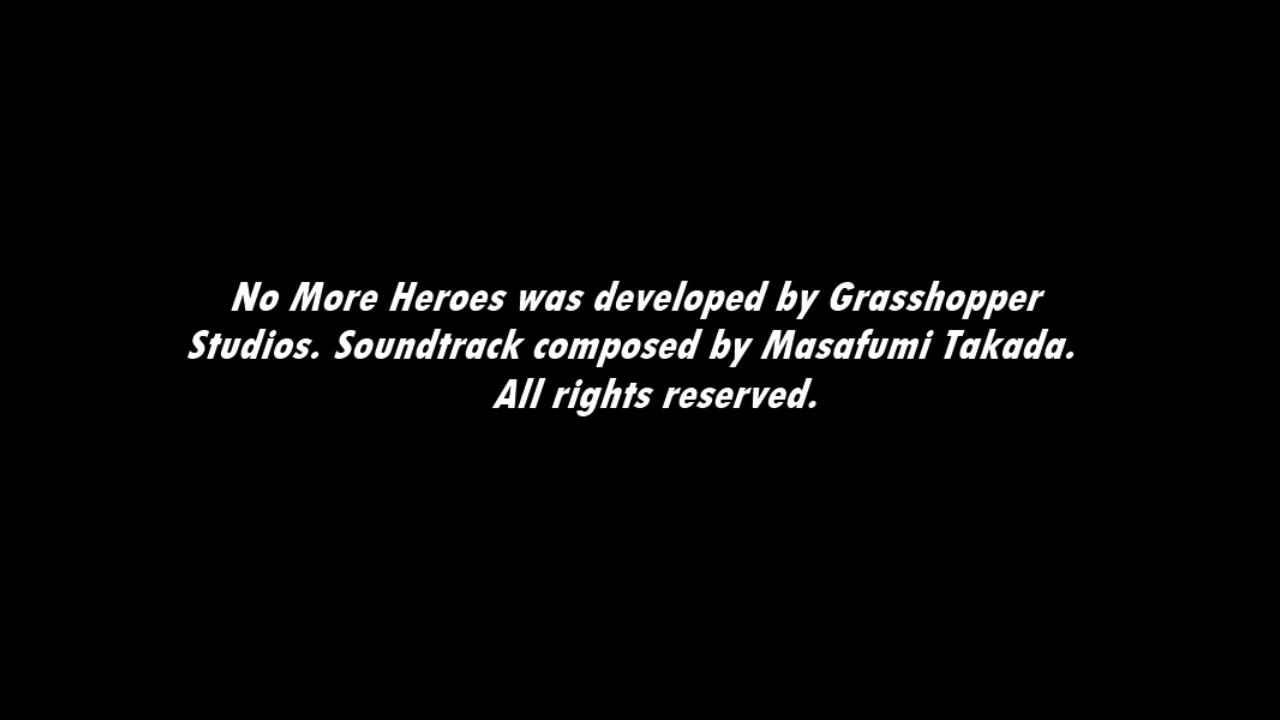 No More Heroes was developed by Grasshopper
Studios. Soundtrack composed by Masafumi Takada.
All rights reserved.